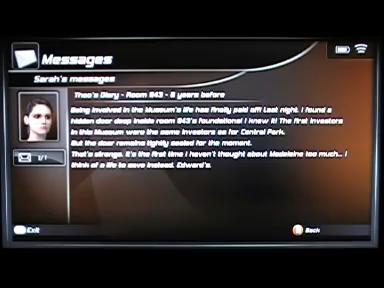 Messages
Sarah's messages
Theo's Diary - Room 943 - 8 years before
Being involved in the Museum's life has finally paid off! Last night, I found a
hidden door deep inside room 943's foundations! I knew it! The first investors
in this Museum were the same investors as for Central Park.
But the door remains tightly sealed for the moment.
That's strange. It's the first time I haven't thought about Madeleine too much... I
think of a life to save instead. Edward's.
1/1
Exit
Back